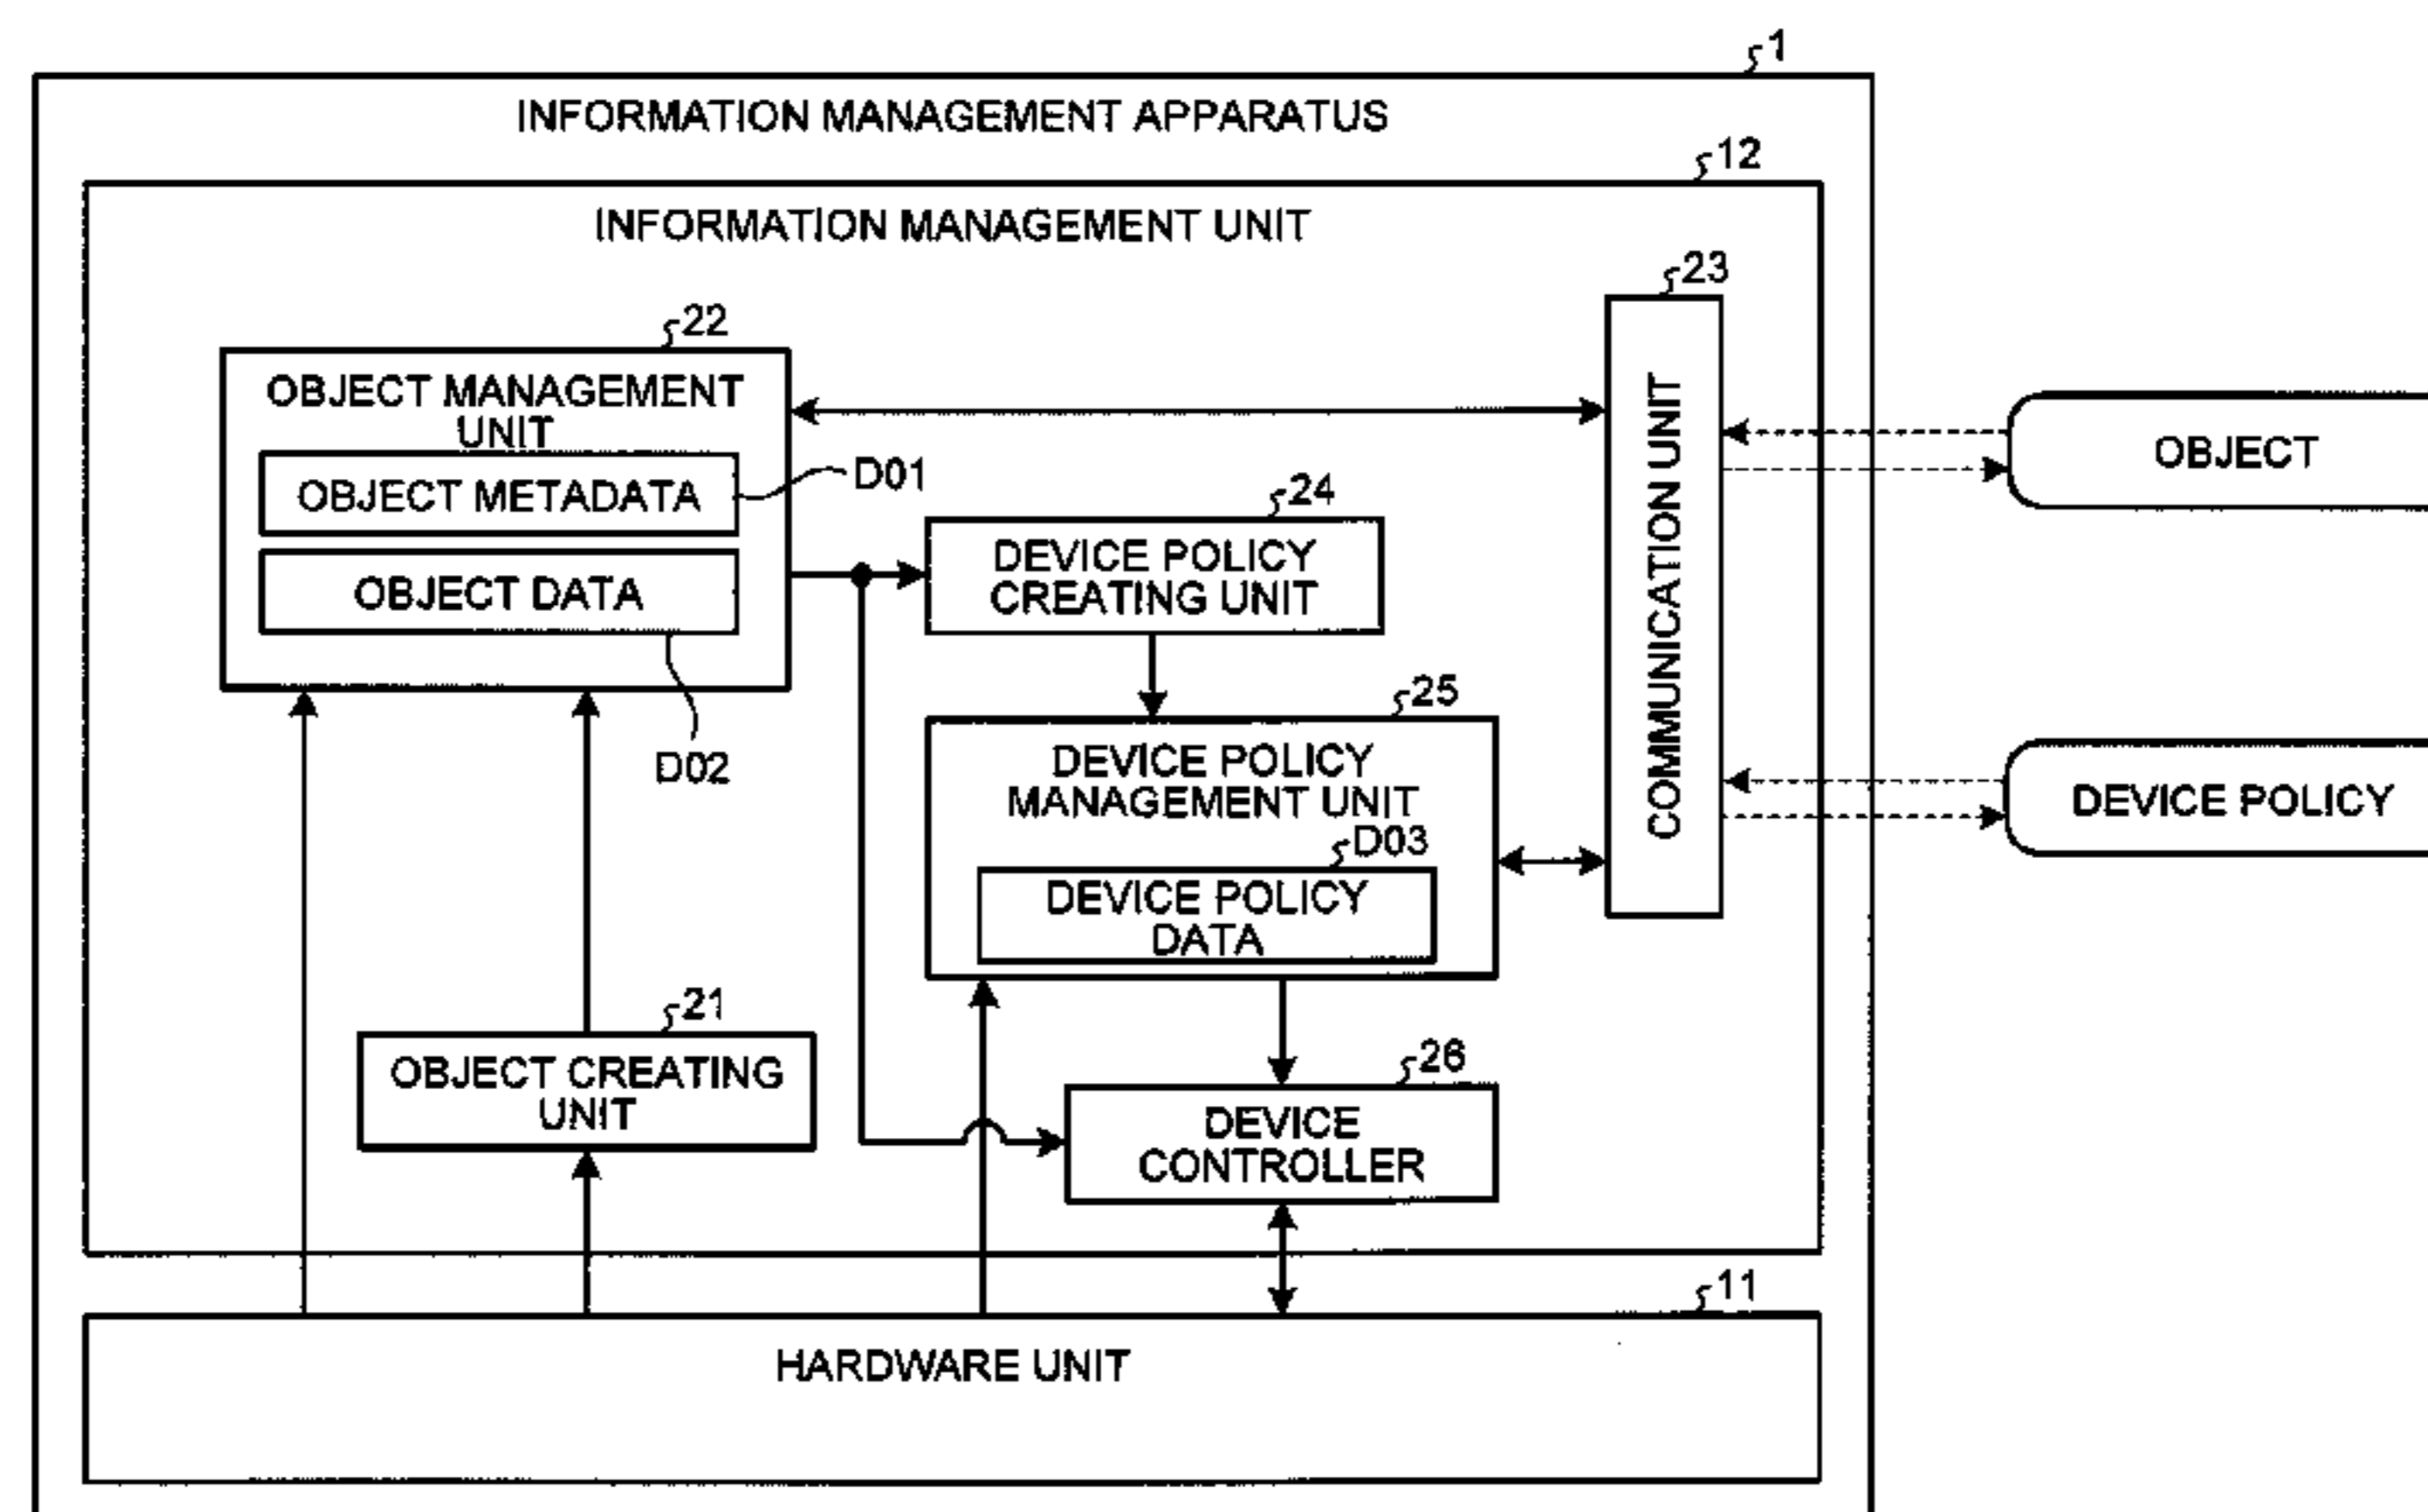 1
INFORMATION MANAGEMENT APPARATUS
12
INFORMATION MANAGEMENT UNIT
23
22
OBJECT MANAGEMENT
UNIT
OBJECT METADATA
D01
OBJECT DATA
D02
24
DEVICE POLICY
CREATING UNIT
COMMUNICATION UNIT
OBJECT
25
DEVICE POLICY
MANAGEMENT UNIT
D03
DEVICE POLICY
DATA
DEVICE POLICY
21
OBJECT CREATING
UNIT
26
DEVICE
CONTROLLER
11
HARDWARE UNIT